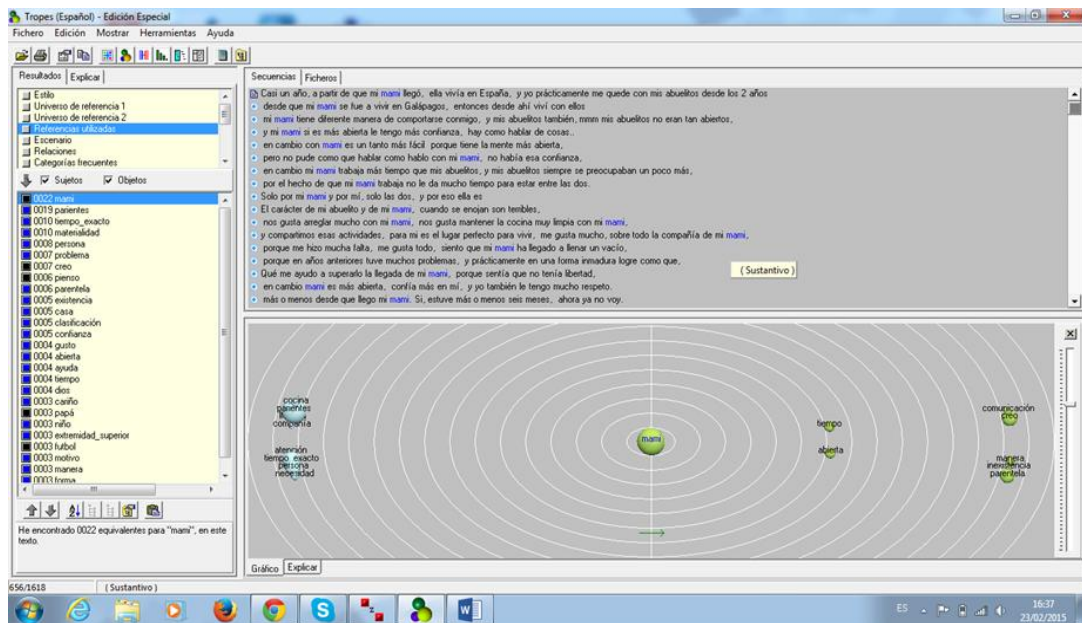 Tropes (Español) - Edición Especial
Fichero Edición Mostrar Herramientas Ayuda
Resultados Explicar
Estilo
Universo de referencia 1
Universo de referencia 2
Referencias utilizadas
Escenario
Relaciones
Categorías frecuentes
Sujetos Objetos
0022 mami
0019 parientes
0010 tiempo_exacto
0010 materialidad
0008 persona
0007 problema
0007 creo
0006 pienso
0006 parentela
0005 existencia
0005 casa
0005 clasificación
0005 confianza
0004 gusto
0004 abierta
0004 ayuda
0004 tiempo
0004 dios
0003 cariño
0003 papá
0003 niño
0003 extremidad_superior
0003 futbol
0003 motivo
0003 manera
0003 forma
He encontrado 0022 equivalentes para "mami", en este
texto.
Secuencias Ficheros
Casi un año, a partir de que mi mami llegó, ella vivía en España, y yo prácticamente me quede con mis abuelitos desde los 2 años
desde que mi mami se fue a vivir en Galápagos, entonces desde ahí viví con ellos
mi mami tiene diferente manera de comportarse conmigo, y mis abuelitos también, mmm mis abuelitos no eran tan abiertos,
y mi mami si es más abierta le tengo más confianza, hay como hablar de cosas..
en cambio con mami es un tanto más fácil porque tiene la mente más abierta,
pero no pude como que hablar como hablo con mi mami, no había esa confianza,
en cambio mi mami trabaja más tiempo que mis abuelitos, y mis abuelitos siempre se preocupaban un poco más,
por el hecho de que mi mami trabaja no le da mucho tiempo para estar entre las dos.
Solo por mi mami y por mí, solo las dos, y por eso ella es
El carácter de mi abuelito y de mi mami, cuando se enojan son terribles,
nos gusta arreglar mucho con mi mami, nos gusta mantener la cocina muy limpia con mi mami,
y compartimos esas actividades, para mi es el lugar perfecto para vivir, me gusta mucho, sobre todo la compañía de mi mami,
porque me hizo mucha falta, me gusta todo, siento que mi mami ha llegado a llenar un vacío,
porque en años anteriores tuve muchos problemas, y prácticamente en una forma inmadura logre como que,
Qué me ayudo a superarlo la llegada de mi mami, porque sentía que no tenía libertad,
en cambio mami es más abierta, confía más en mí, y yo también le tengo mucho respeto.
más o menos desde que llego mi mami. Si, estuve más o menos seis meses, ahora ya no voy.
( Sustantivo )
cocina
parientes
compañía
atención
tiempo_exacto
persona
necesidad
mami
tiempo
abierta
comunicación
creo
manera
inexistencia
parentela
Gráfico Explicar
656/1618 ( Sustantivo )
ES
16:37
23/02/2015